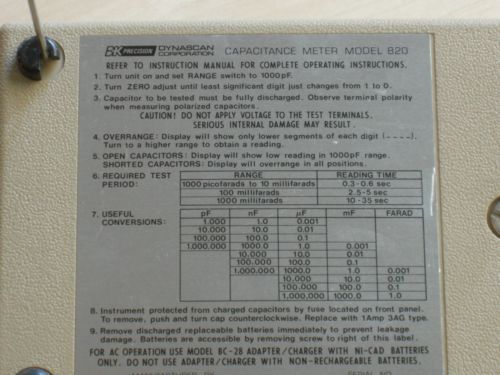 BK PRECISION DYNASCAN CORPORATION CAPACITANCE METER MODEL 820
REFER TO INSTRUCTION MANUAL FOR COMPLETE OPERATING INSTRUCTIONS.
1. Turn unit on and set RANGE switch to 1000pF.
2. Turn ZERO adjust until least significant digit just changes from 1 to 0.
3. Capacitor to be tested must be fully discharged. Observe terminal polarity
when measuring polarized capacitors.
CAUTION! DO NOT APPLY VOLTAGE TO THE TEST TERMINALS.
SERIOUS INTERNAL DAMAGE MAY RESULT.
4. OVERRANGE: Display will show only lower segments of each digit (----).
Turn to a higher range to obtain a reading.
5. OPEN CAPACITORS: Display will show low reading in 1000pF range.
SHORTED CAPACITORS: Display will overrange in all positions.
6. REQUIRED TEST PERIOD:
RANGE READING TIME
1000 picofarads to 10 millifarads 0.3-0.6 sec
100 millifarads 2.5-5 sec
1000 millifarads 10-35 sec
7. USEFUL CONVERSIONS:
pF nF µF mF FARAD
1.000 1.0 0.001
10.000 10.0 0.01
100.000 100.0 0.1
1.000.000 1000.0 1.0 0.001
10.000 10.0 0.01
100.000 100.0 0.1
1.000.000 1000.0 1.0 0.001
10.000 10.0 0.01
100.000 100.0 0.1
1.000.000 1000.0 1.0
8. Instrument protected from charged capacitors by fuse located on front panel.
To remove, push and turn cap counterclockwise. Replace with 1Amp 3AG type.
9. Remove discharged replaceable batteries immediately to prevent leakage
damage. Batteries are accessible by removing screw to right of this label.
FOR AC OPERATION USE MODEL BC-28 ADAPTER/CHARGER WITH NI-CAD BATTERIES
ONLY. DO NOT USE ADAPTER/CHARGER WITH NON-RECHARGEABLE BATTERIES.